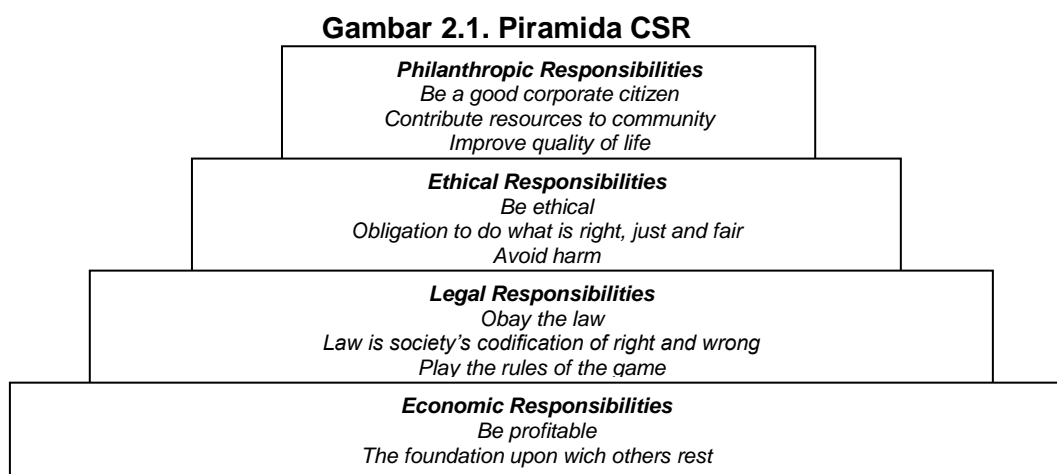 Gambar 2.1. Piramida CSR
Philanthropic Responsibilities
Be a good corporate citizen
Contribute resources to community
Improve quality of life
Ethical Responsibilities
Be ethical
Obligation to do what is right, just and fair
Avoid harm
Legal Responsibilities
Obay the law
Law is society's codification of right and wrong
Play the rules of the game
Economic Responsibilities
Be profitable
The foundation upon wich others rest